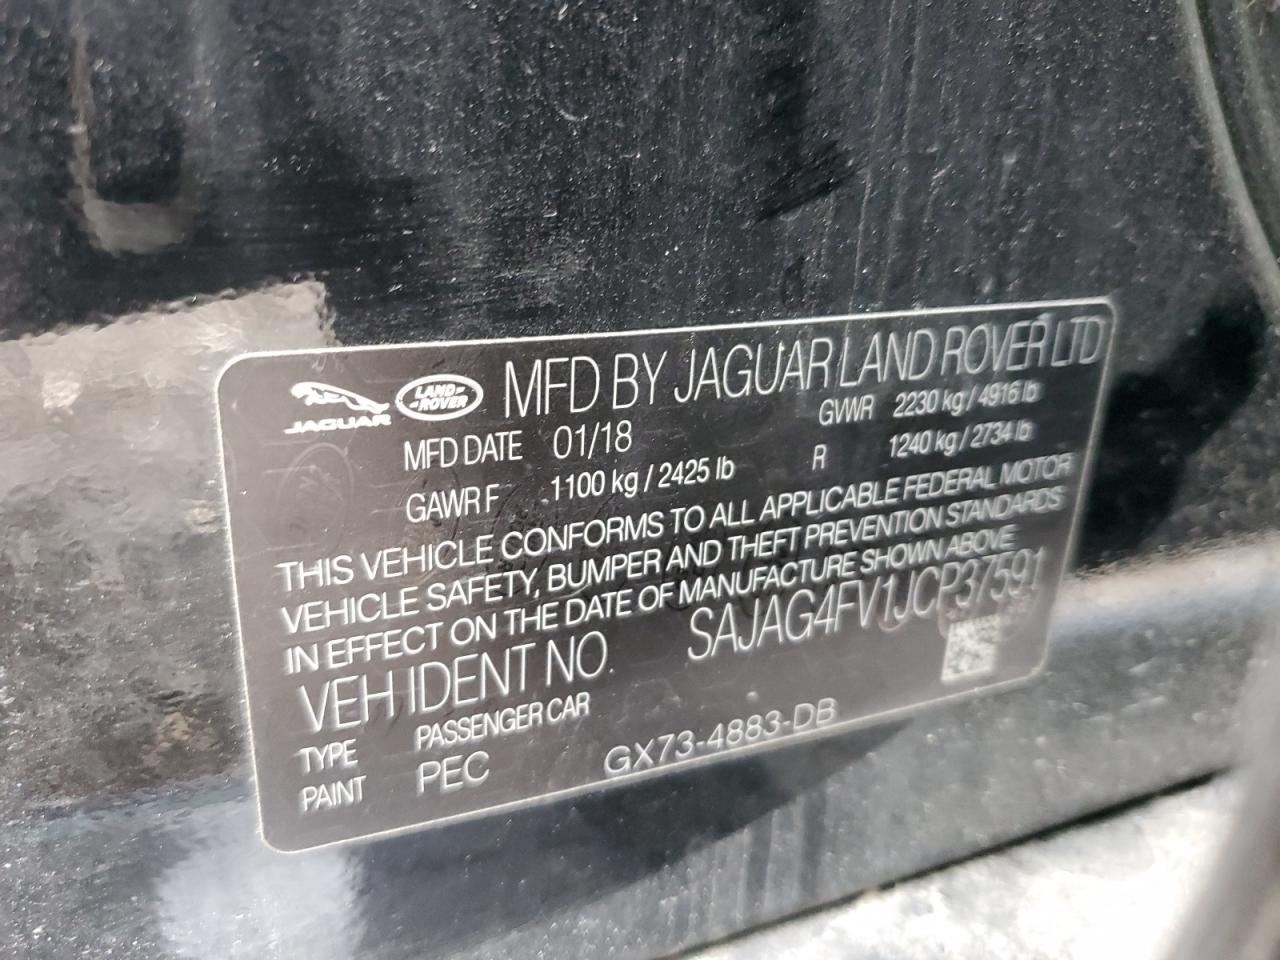 JAGUAR LAND-ROVER MFD BY JAGUAR LAND ROVER LTD
MFD DATE 01/18 GVWR 2230 kg / 4916 lb
GAWR F 1100 kg / 2425 lb R 1240 kg / 2734 lb
THIS VEHICLE CONFORMS TO ALL APPLICABLE FEDERAL MOTOR
VEHICLE SAFETY, BUMPER AND THEFT PREVENTION STANDARDS
IN EFFECT ON THE DATE OF MANUFACTURE SHOWN ABOVE
VEH IDENT NO. SAJAG4FV1JCP37591
TYPE PASSENGER CAR
PAINT PEC GX73-4883-DB